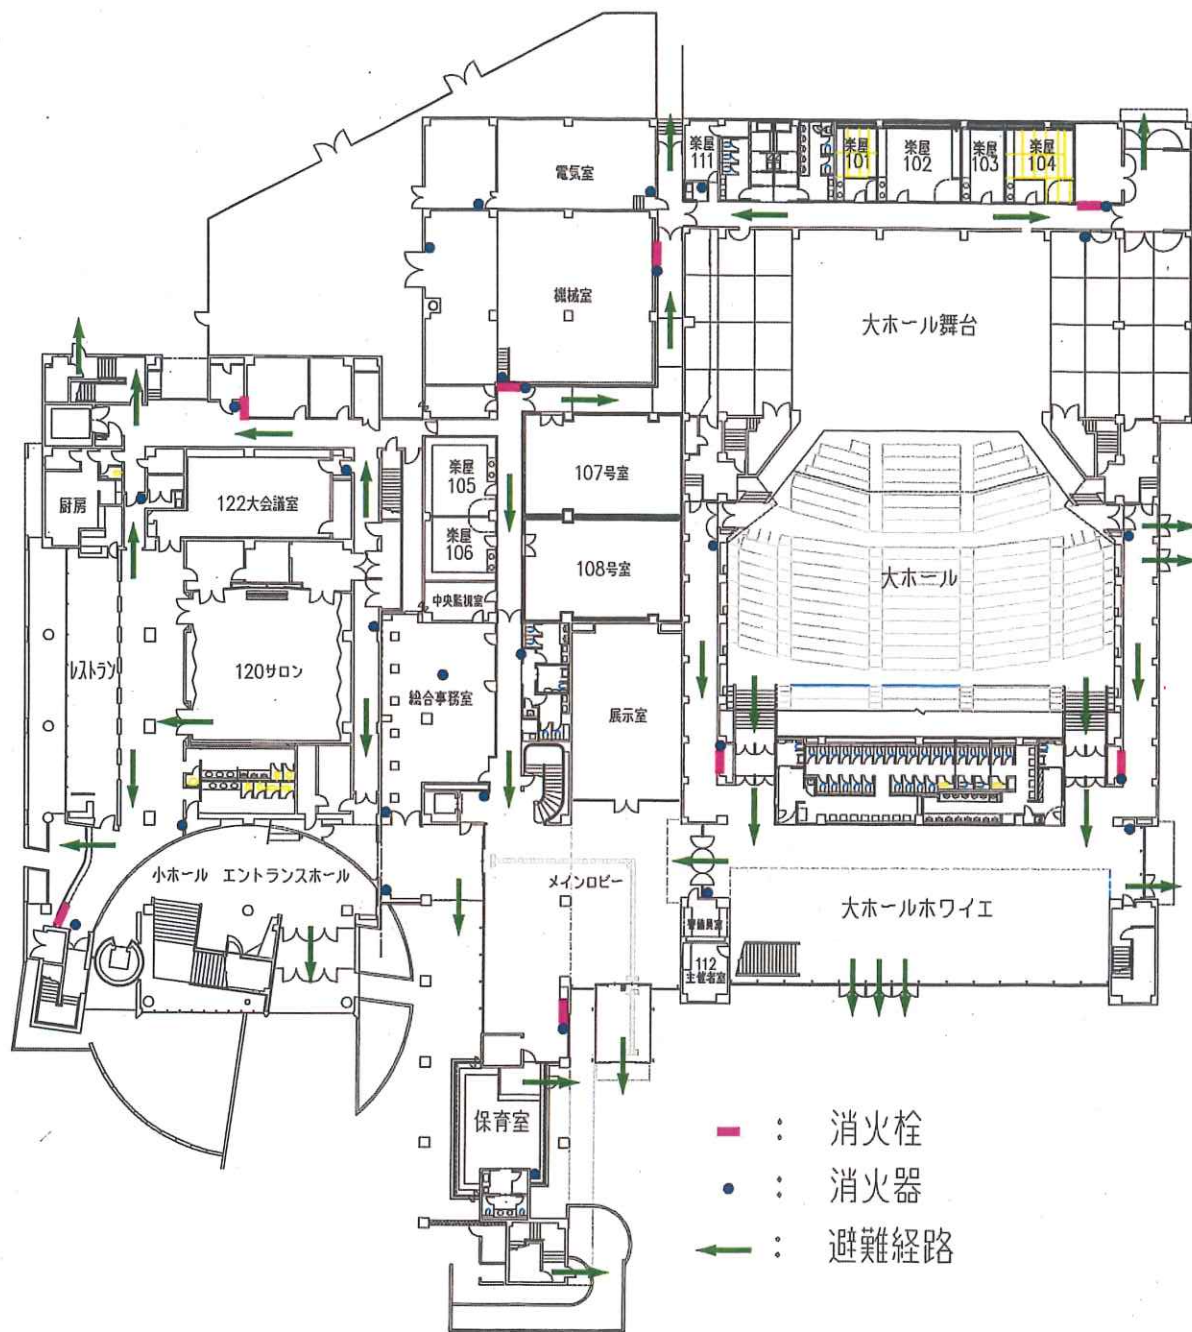 楽屋
111
楽屋
101
楽屋
102
楽屋
103
楽屋
104
電気室
機械室
大ホール舞台
楽屋
105
107号室
122大会議室
厨房
楽屋
106
108号室
大ホール
中央監視室
レストラン
120サロン
総合事務室
展示室
小ホール エントランスホール
メインロビー
大ホールホワイエ
警備員室
112
主催者室
保育室
: 消火栓
: 消火器
: 避難経路